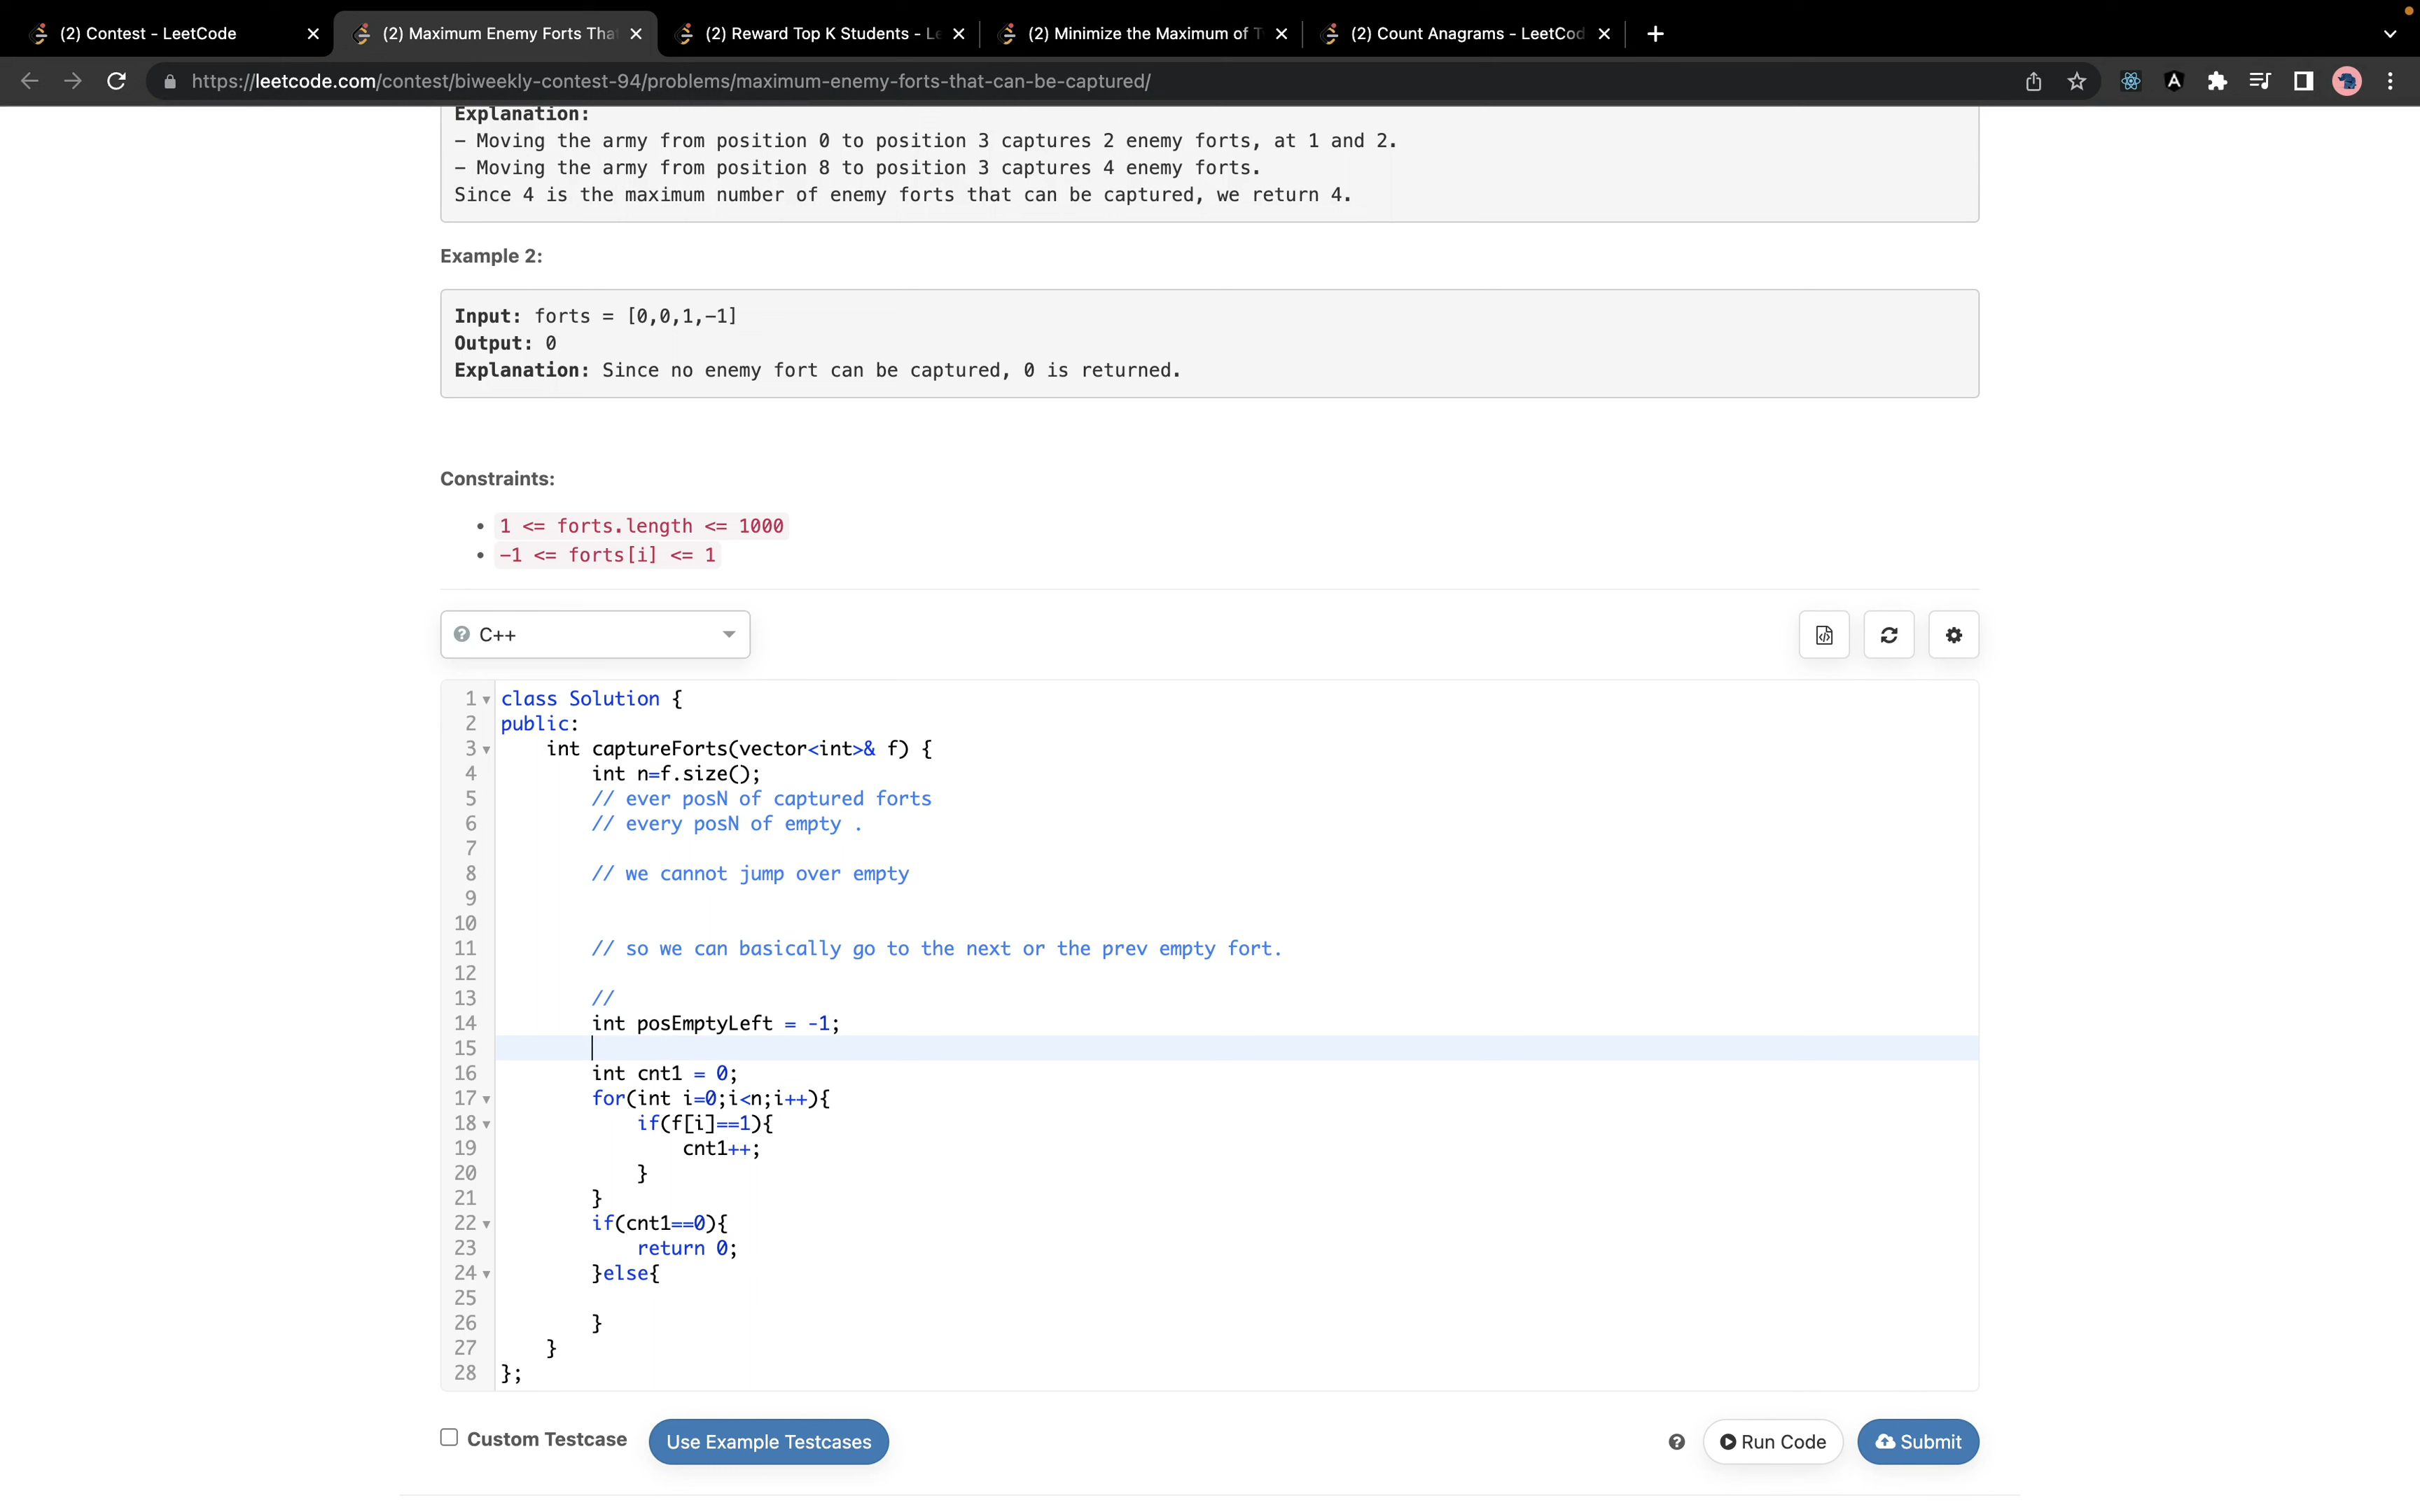 (2) Contest - LeetCode
(2) Maximum Enemy Forts Tha
(2) Reward Top K Students - Le
(2) Minimize the Maximum of T
(2) Count Anagrams - LeetCod
https://leetcode.com/contest/biweekly-contest-94/problems/maximum-enemy-forts-that-can-be-captured/
Explanation:
- Moving the army from position 0 to position 3 captures 2 enemy forts, at 1 and 2.
- Moving the army from position 8 to position 3 captures 4 enemy forts.
Since 4 is the maximum number of enemy forts that can be captured, we return 4.
Example 2:
Input: forts = [0,0,1,-1]
Output: 0
Explanation: Since no enemy fort can be captured, 0 is returned.
Constraints:
• 1 <= forts.length <= 1000
• -1 <= forts[i] <= 1
C++
1 class Solution {
2 public:
3 int captureForts(vector<int>& f) {
4 int n=f.size();
5 // ever posN of captured forts
6 // every posN of empty .
7
8 // we cannot jump over empty
9
10
11 // so we can basically go to the next or the prev empty fort.
12
13 //
14 int posEmptyLeft = -1;
15
16 int cnt1 = 0;
17 for(int i=0;i<n;i++){
18 if(f[i]==1){
19 cnt1++;
20 }
21 }
22 if(cnt1==0){
23 return 0;
24 }else{
25
26 }
27 }
28 };
Custom Testcase Use Example Testcases Run Code Submit